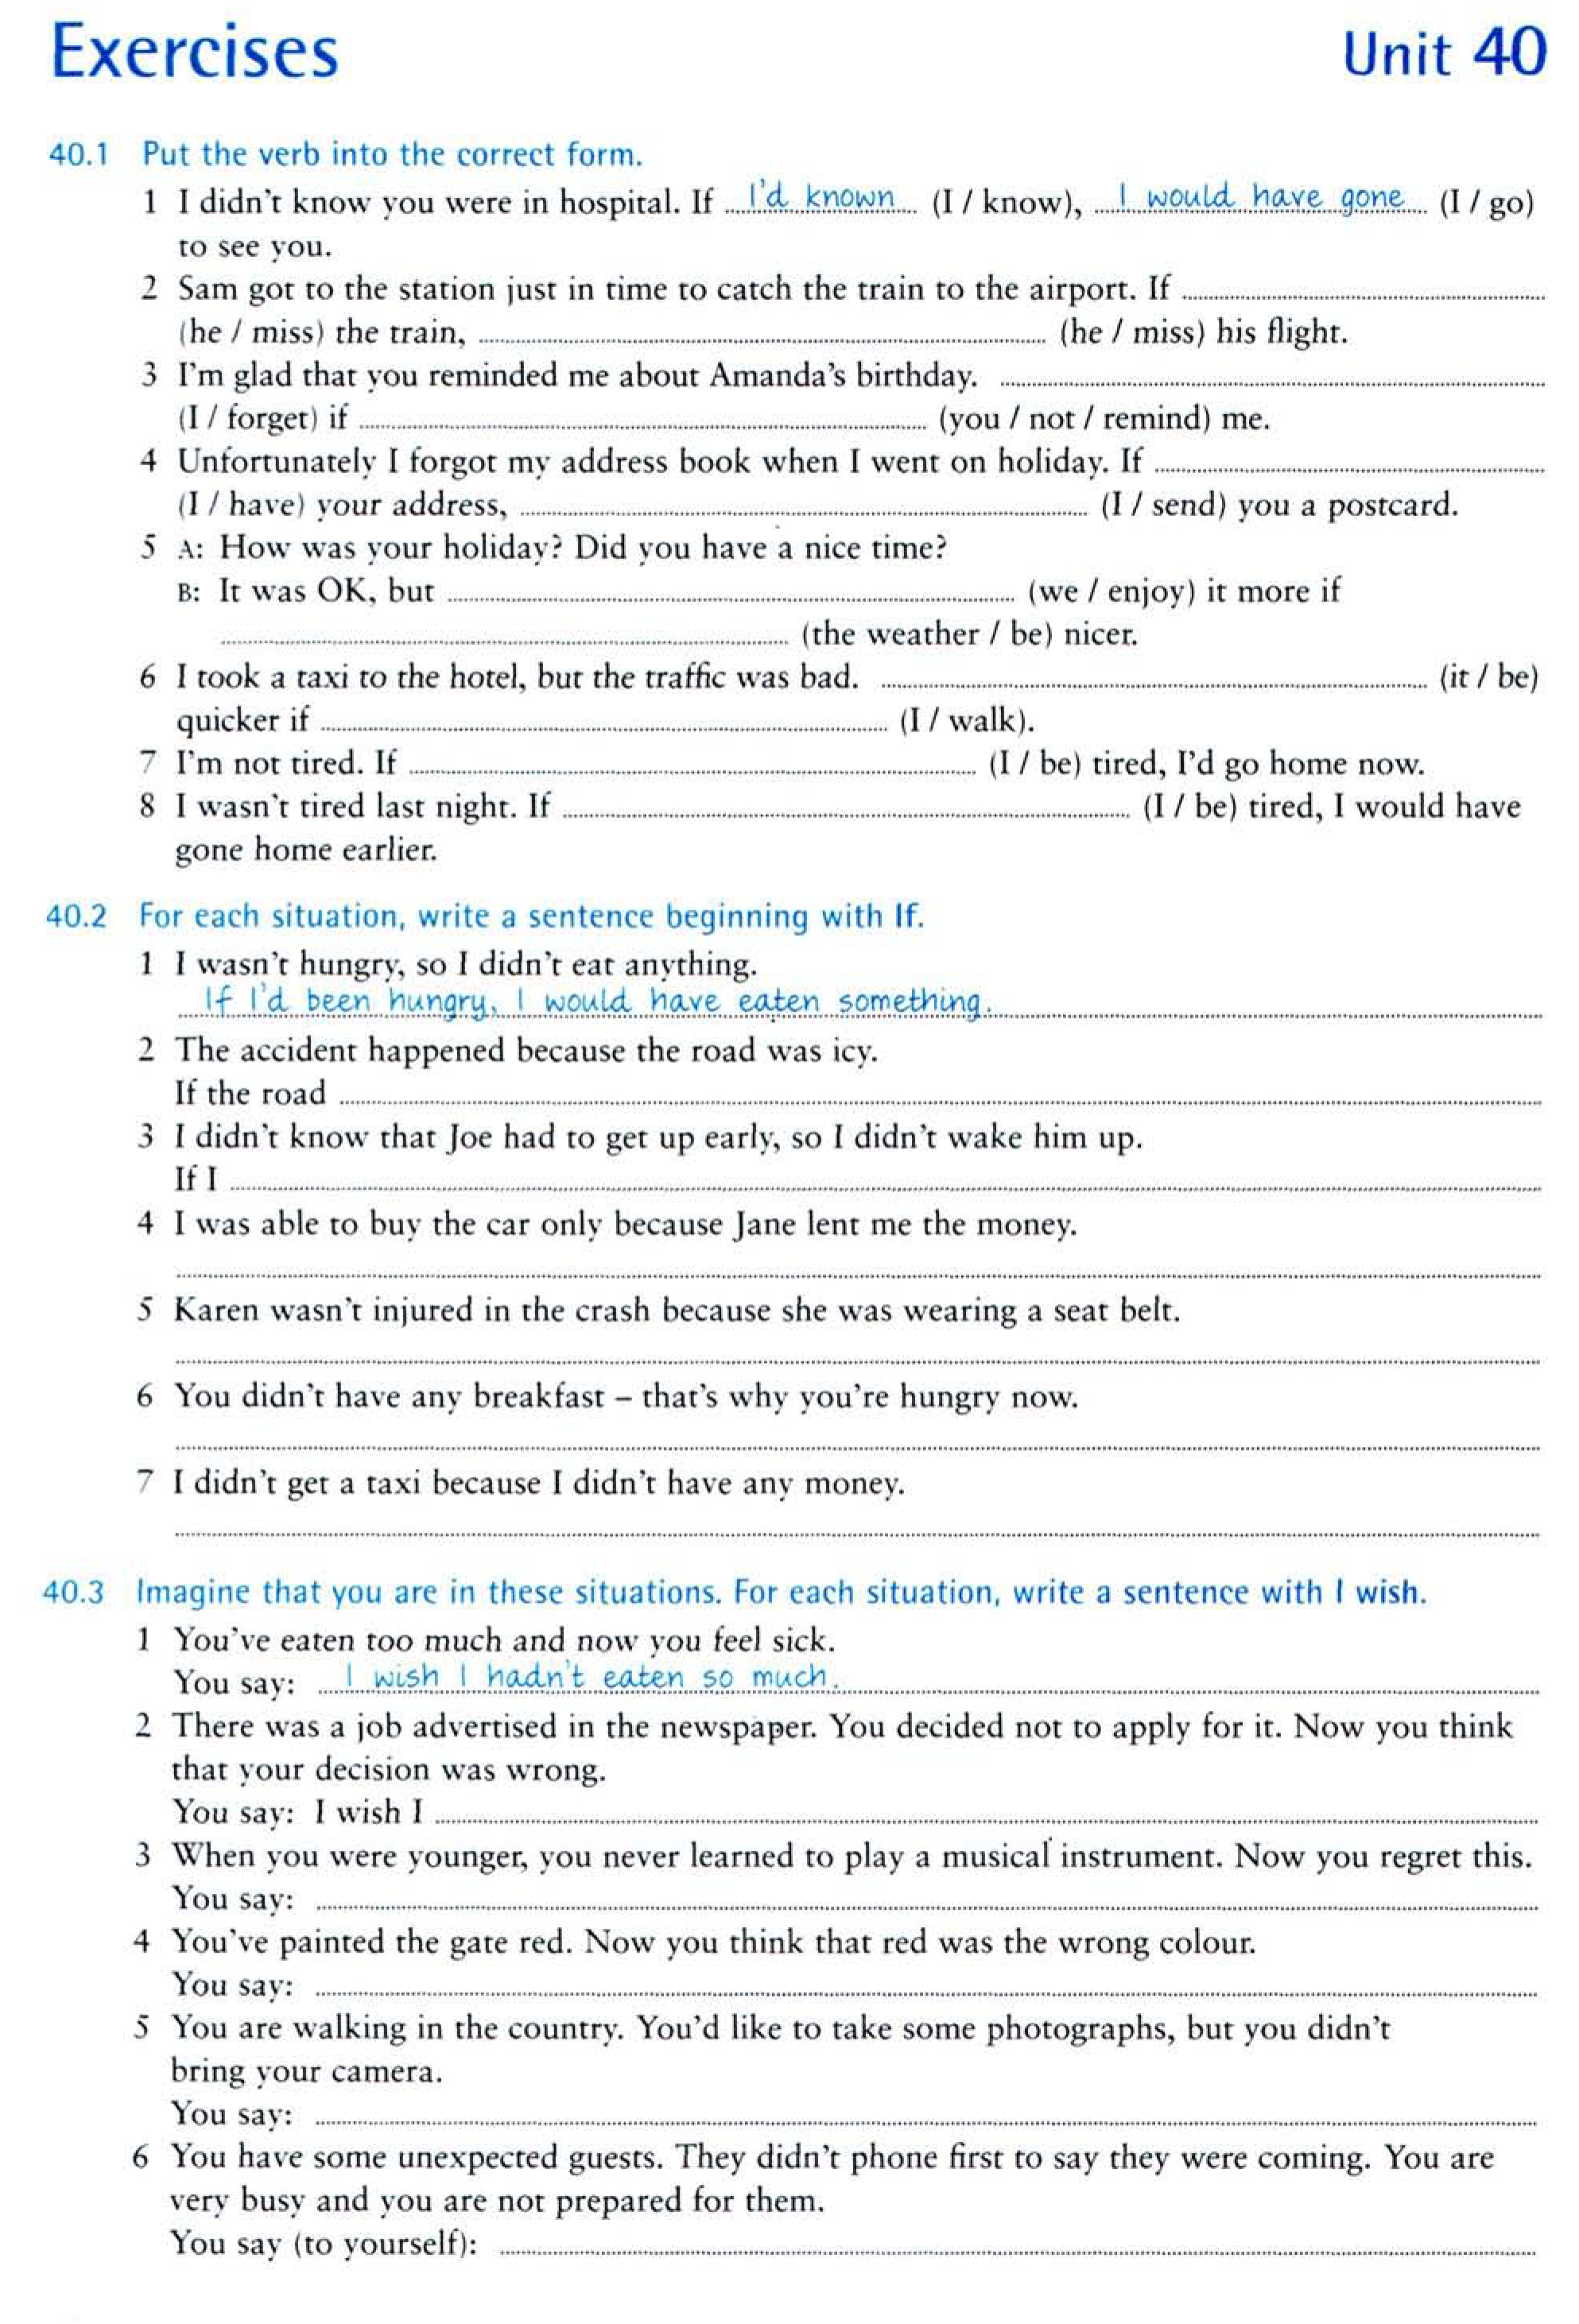 Exercises Unit 40
40.1 Put the verb into the correct form.
1 I didn't know you were in hospital. If I'd known (I / know), I would have gone (I / go)
to see you.
2 Sam got to the station just in time to catch the train to the airport. If
(he / miss) the train, (he / miss) his flight.
3 I'm glad that you reminded me about Amanda's birthday.
(I / forget) if (you / not / remind) me.
4 Unfortunately I forgot my address book when I went on holiday. If
(I / have) your address, (I / send) you a postcard.
5 A: How was your holiday? Did you have a nice time?
B: It was OK, but (we / enjoy) it more if
(the weather / be) nicer.
6 I took a taxi to the hotel, but the traffic was bad. (it / be)
quicker if (I / walk).
7 I'm not tired. If (I / be) tired, I'd go home now.
8 I wasn't tired last night. If (I / be) tired, I would have
gone home earlier.
40.2 For each situation, write a sentence beginning with If.
1 I wasn't hungry, so I didn't eat anything.
If I'd been hungry, I would have eaten something.
2 The accident happened because the road was icy.
If the road
3 I didn't know that Joe had to get up early, so I didn't wake him up.
If I
4 I was able to buy the car only because Jane lent me the money.
5 Karen wasn't injured in the crash because she was wearing a seat belt.
6 You didn't have any breakfast – that's why you're hungry now.
7 I didn't get a taxi because I didn't have any money.
40.3 Imagine that you are in these situations. For each situation, write a sentence with I wish.
1 You've eaten too much and now you feel sick.
You say: I wish I hadn't eaten so much.
2 There was a job advertised in the newspaper. You decided not to apply for it. Now you think
that your decision was wrong.
You say: I wish I
3 When you were younger, you never learned to play a musical instrument. Now you regret this.
You say:
4 You've painted the gate red. Now you think that red was the wrong colour.
You say:
5 You are walking in the country. You'd like to take some photographs, but you didn't
bring your camera.
You say:
6 You have some unexpected guests. They didn't phone first to say they were coming. You are
very busy and you are not prepared for them.
You say (to yourself):